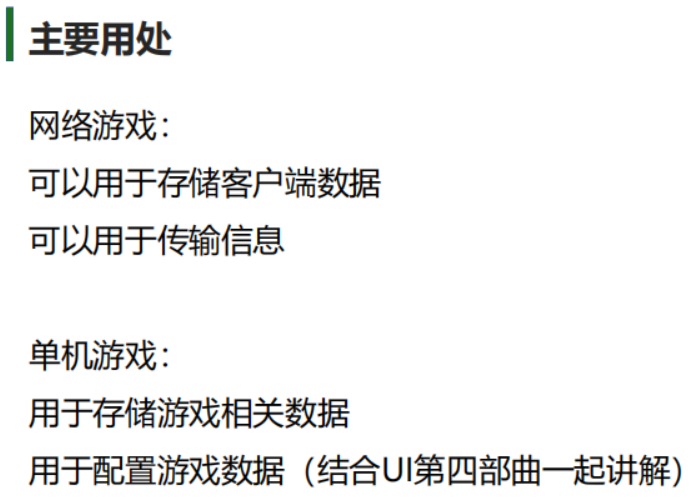 主要用处
网络游戏：
可以用于存储客户端数据
可以用于传输信息
单机游戏：
用于存储游戏相关数据
用于配置游戏数据（结合UI第四部曲一起讲解）